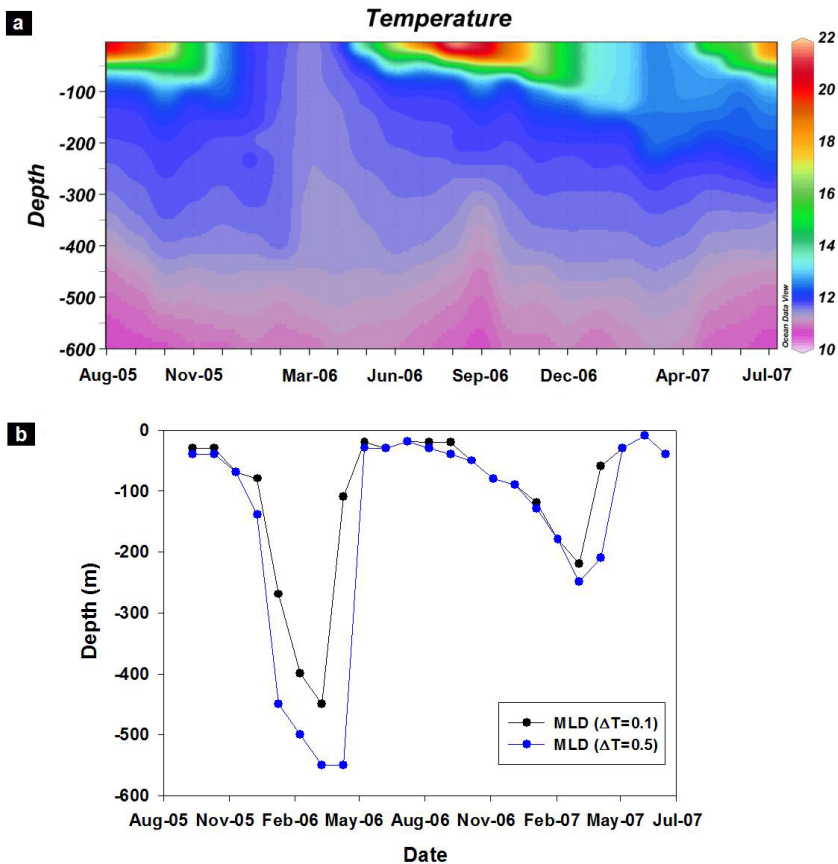 a
Temperature
Depth
-100
-200
-300
-400
-500
-600
Aug-05 Nov-05 Mar-06 Jun-06 Sep-06 Dec-06 Apr-07 Jul-07
22
20
18
16
14
12
10
Ocean Data View
b
Depth (m)
0
-100
-200
-300
-400
-500
-600
MLD (ΔT=0.1)
MLD (ΔT=0.5)
Aug-05 Nov-05 Feb-06 May-06 Aug-06 Nov-06 Feb-07 May-07 Jul-07
Date